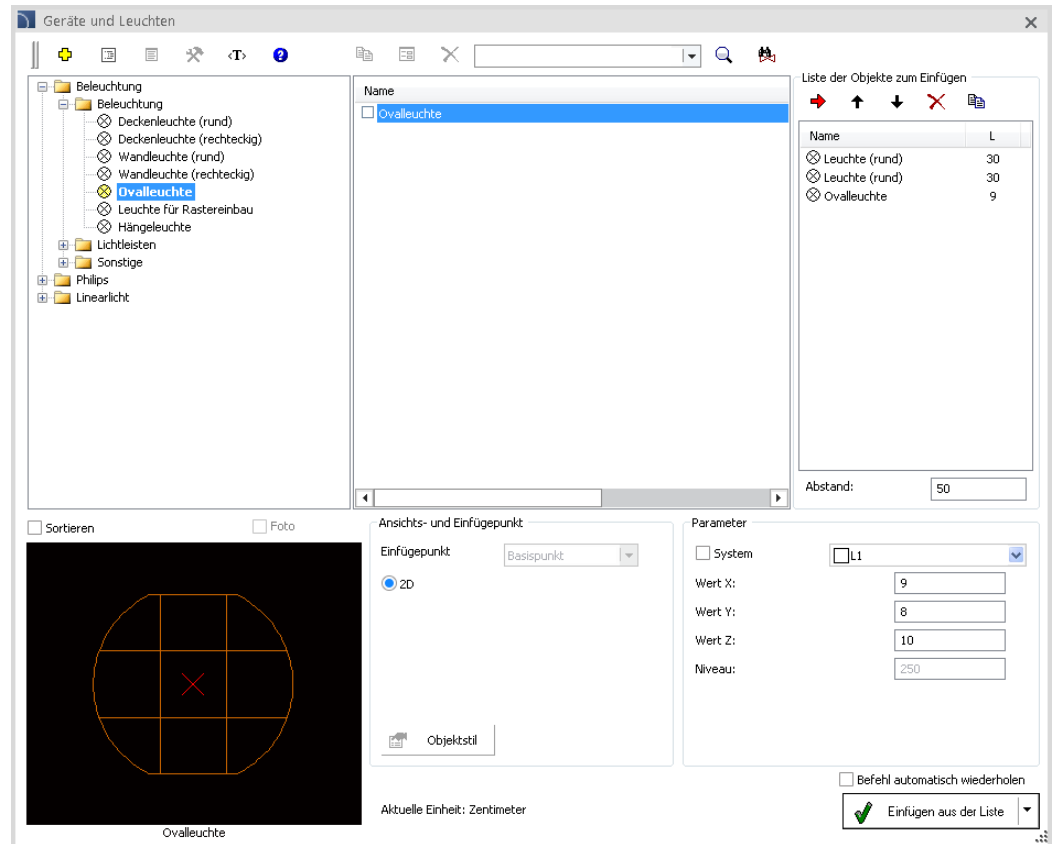 Geräte und Leuchten
‹T›
Beleuchtung
Beleuchtung
Deckenleuchte (rund)
Deckenleuchte (rechteckig)
Wandleuchte (rund)
Wandleuchte (rechteckig)
Ovalleuchte
Leuchte für Rastereinbau
Hängeleuchte
Lichtleisten
Sonstige
Philips
Linearlicht
Name
Ovalleuchte
Liste der Objekte zum Einfügen
Name L
Leuchte (rund) 30
Leuchte (rund) 30
Ovalleuchte 9
Abstand: 50
Sortieren Foto
Ovalleuchte
Ansichts- und Einfügepunkt
Einfügepunkt Basispunkt
2D
Objektstil
Aktuelle Einheit: Zentimeter
Parameter
System L1
Wert X: 9
Wert Y: 8
Wert Z: 10
Niveau: 250
Befehl automatisch wiederholen
Einfügen aus der Liste